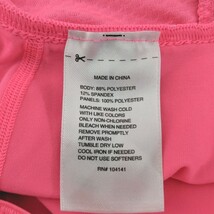 MADE IN CHINA
BODY: 88% POLYESTER
12% SPANDEX
PANELS: 100% POLYESTER
MACHINE WASH COLD
WITH LIKE COLORS
ONLY NON-CHLORINE
BLEACH WHEN NEEDED
REMOVE PROMPTLY
AFTER WASH
TUMBLE DRY LOW
COOL IRON IF NEEDED
DO NOT USE SOFTENERS
RN# 104141